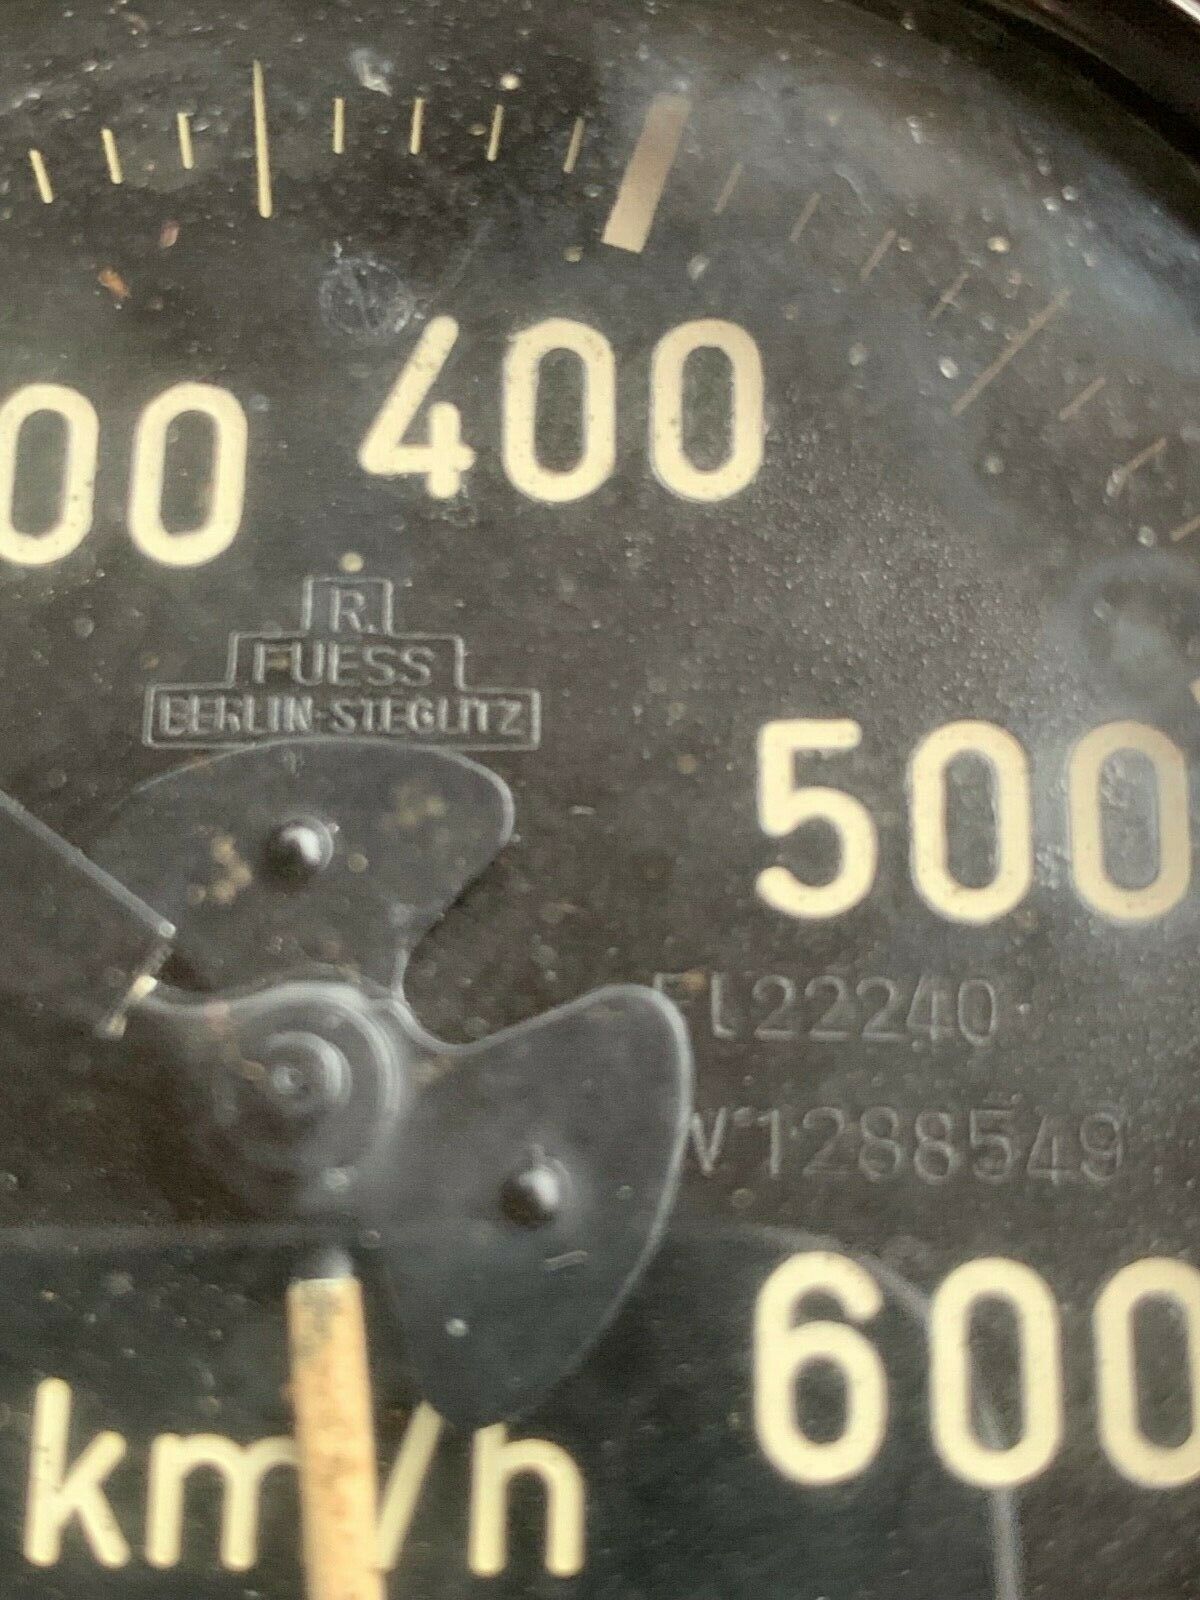 00
400
R.
FUESS
BERLIN-STEGLITZ
500
Fl22240
W1288549
600
km/h